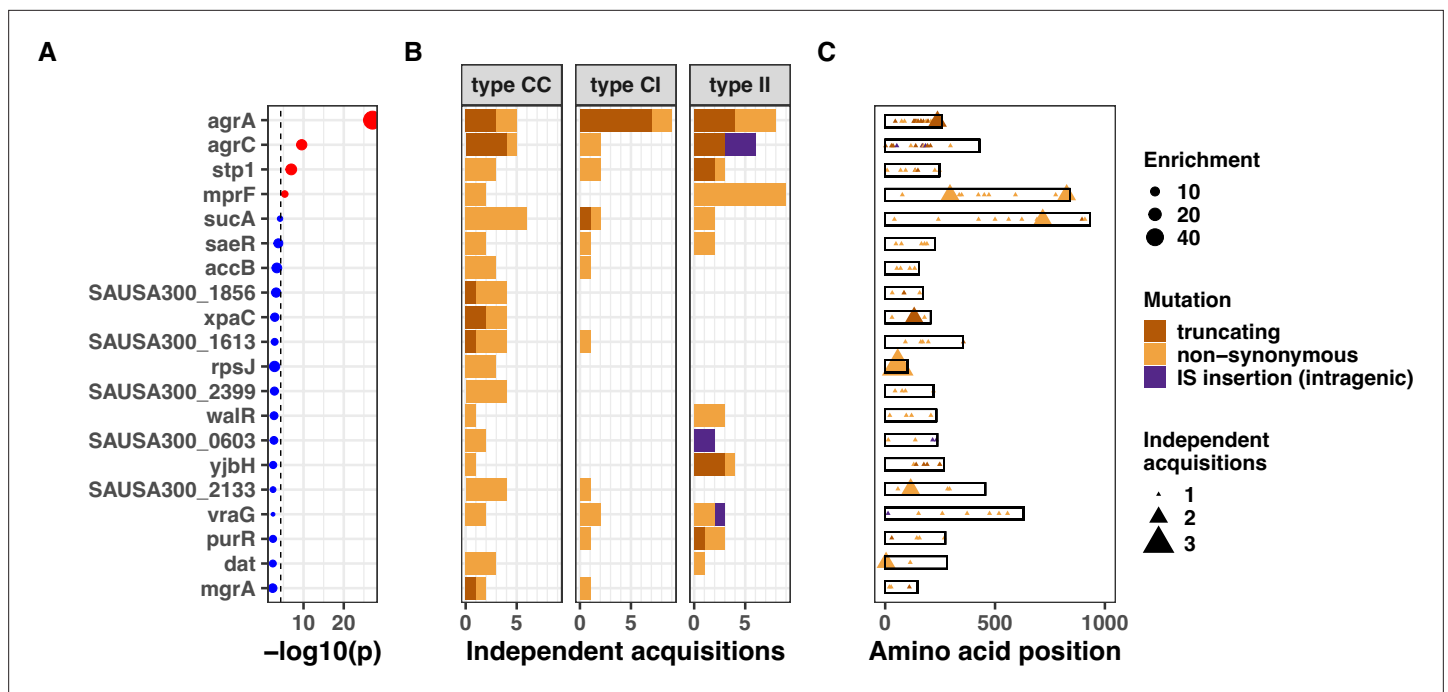 A
B
C
type CC
type CI
type II
agrA
agrC
stp1
mprF
sucA
saeR
accB
SAUSA300_1856
xpaC
SAUSA300_1613
rpsJ
SAUSA300_2399
walR
SAUSA300_0603
yjbH
SAUSA300_2133
vraG
purR
dat
mgrA
10 20
−log10(p)
0 5
0 5
0 5
Independent acquisitions
0 500 1000
Amino acid position
Enrichment
10
20
40
Mutation
truncating
non−synonymous
IS insertion (intragenic)
Independent
acquisitions
1
2
3